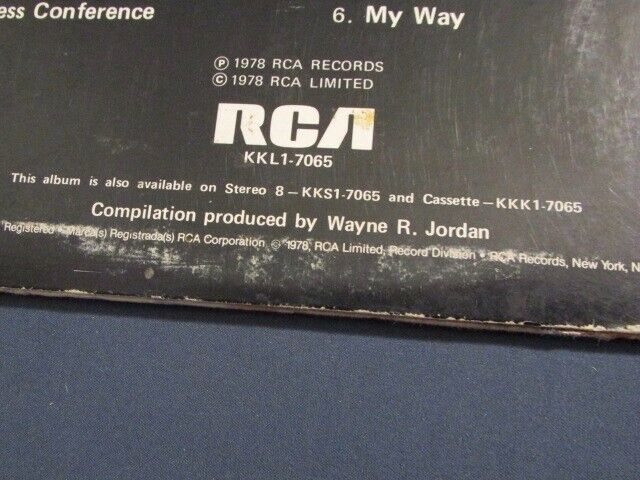 ess Conference
6. My Way
Ⓟ 1978 RCA RECORDS
© 1978 RCA LIMITED
RCA
KKL1-7065
This album is also available on Stereo 8 – KKS1-7065 and Cassette – KKK1-7065
Compilation produced by Wayne R. Jordan
Registered • Marca(s) Registrada(s) RCA Corporation © 1978, RCA Limited, Record Division • RCA Records, New York, N